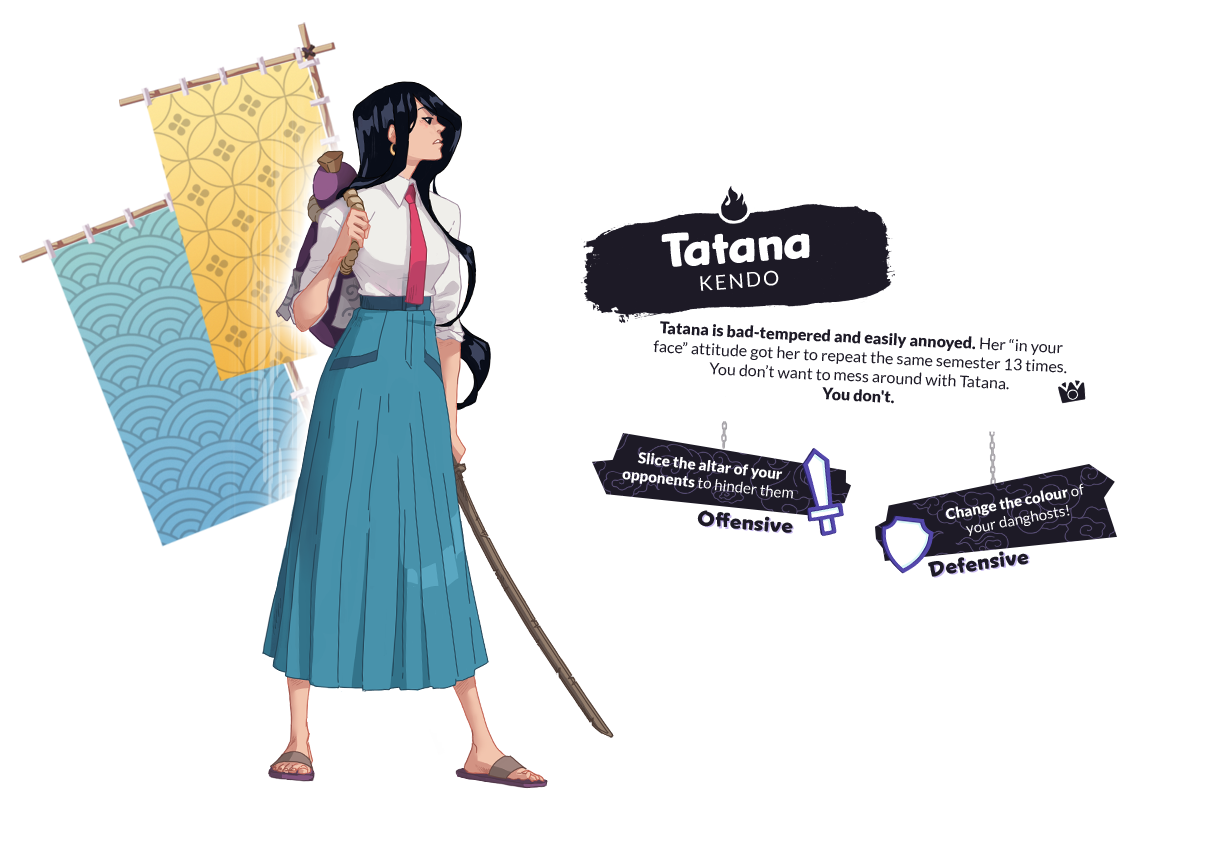 Tatana
KENDO
Tatana is bad-tempered and easily annoyed. Her “in your
face” attitude got her to repeat the same semester 13 times.
You don’t want to mess around with Tatana.
You don't.
Slice the altar of your
opponents to hinder them
Offensive
Change the colour of
your danghosts!
Defensive